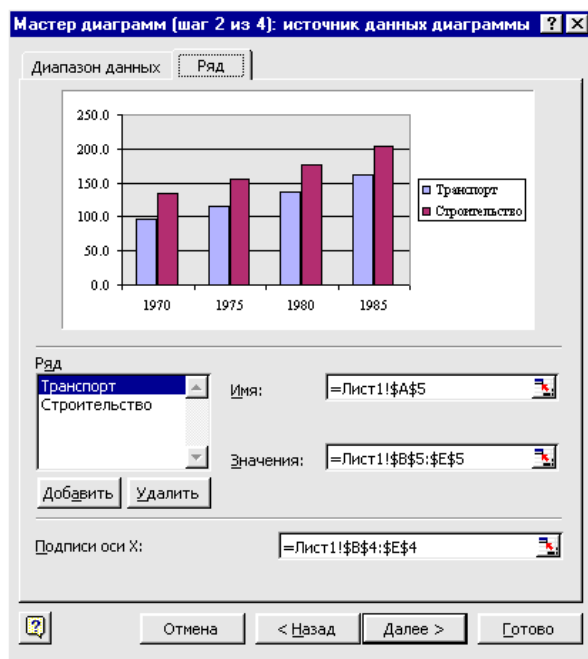 Мастер диаграмм (шаг 2 из 4): источник данных диаграммы
Диапазон данных Ряд
250.0
200.0
150.0
100.0
50.0
0.0
1970 1975 1980 1985
Транспорт
Строительство
Ряд
Транспорт
Строительство
Имя: =Лист1!$A$5
Значения: =Лист1!$B$5:$E$5
Добавить Удалить
Подписи оси X: =Лист1!$B$4:$E$4
Отмена < Назад Далее > Готово